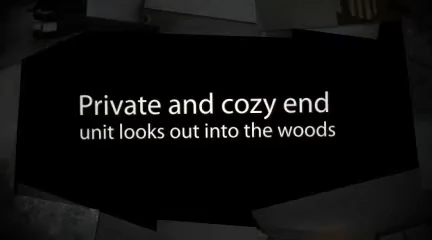 Private and cozy end
unit looks out into the woods